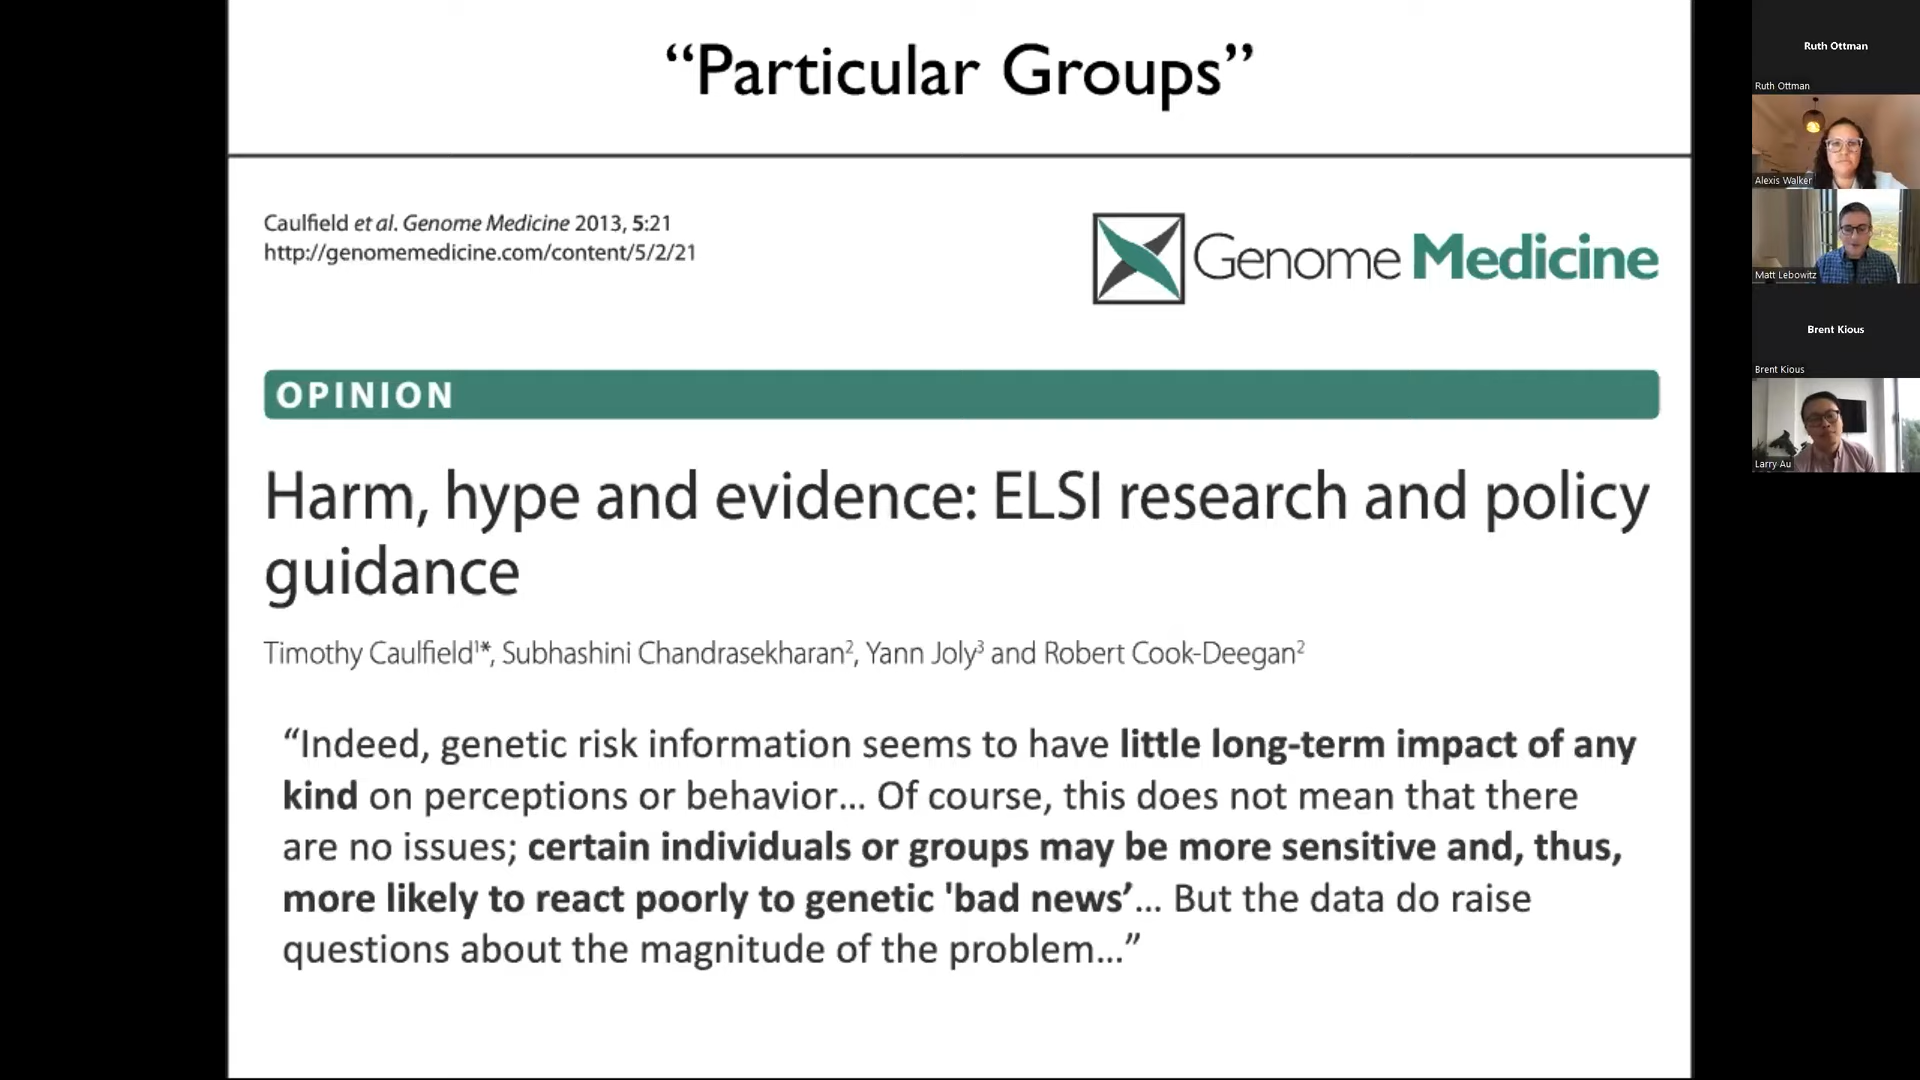 “Particular Groups”
Caulfield et al. Genome Medicine 2013, 5:21
http://genomemedicine.com/content/5/2/21
Genome Medicine
OPINION
Harm, hype and evidence: ELSI research and policy
guidance
Timothy Caulfield¹*, Subhashini Chandrasekharan², Yann Joly³ and Robert Cook-Deegan²
“Indeed, genetic risk information seems to have little long-term impact of any
kind on perceptions or behavior… Of course, this does not mean that there
are no issues; certain individuals or groups may be more sensitive and, thus,
more likely to react poorly to genetic 'bad news’… But the data do raise
questions about the magnitude of the problem…”
Ruth Ottman
Ruth Ottman
Alexis Walker
Matt Lebowitz
Brent Kious
Brent Kious
Larry Au